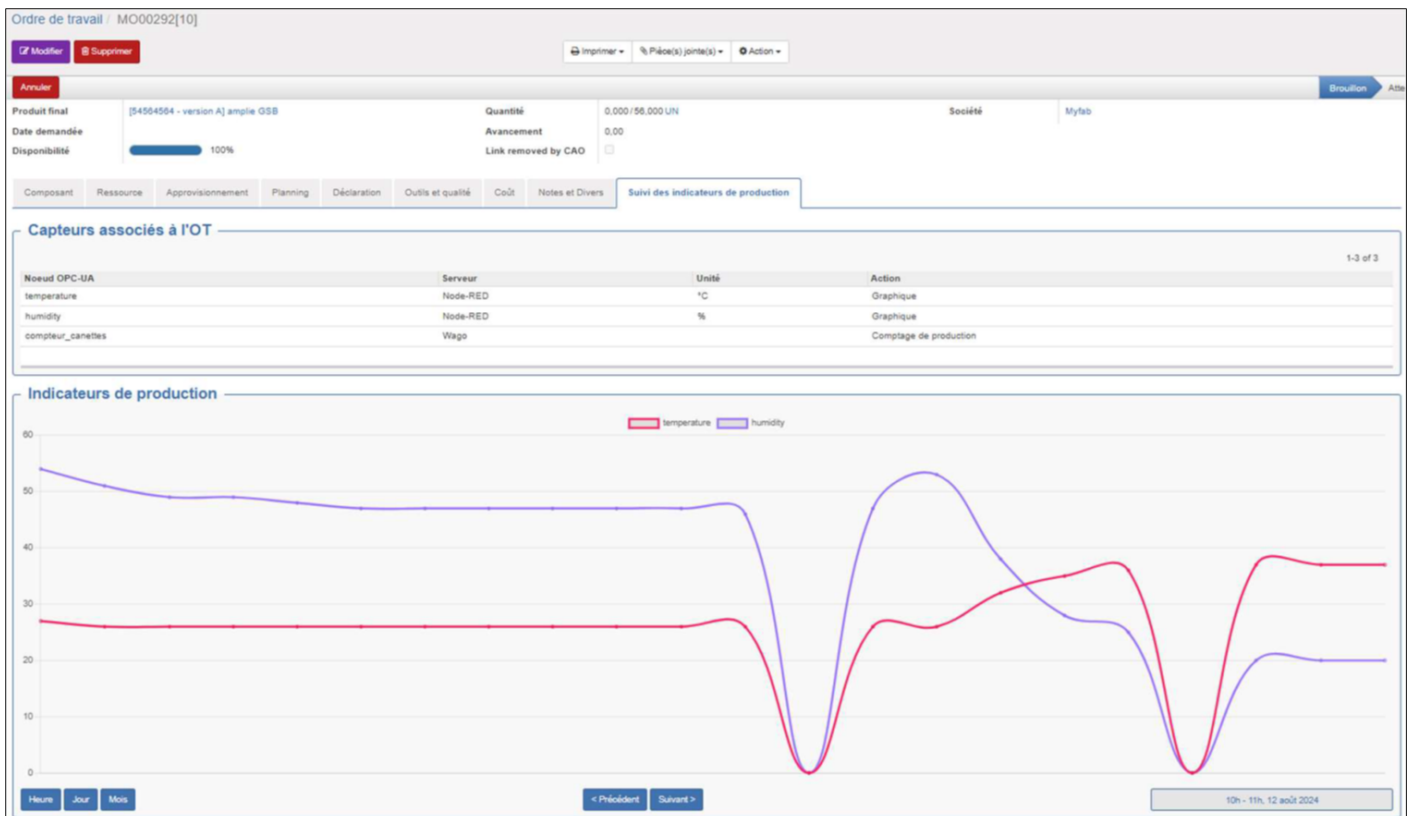 Ordre de travail / MO00292[10]
Modifier Supprimer Imprimer Pièce(s) jointe(s) Action
Annuler Brouillon Atte
Produit final [54564564 - version A] amplie GSB Quantité 0,000 / 56,000 UN Société Myfab
Date demandée Avancement 0,00
Disponibilité 100% Link removed by CAO
Composant Ressource Approvisionnement Planning Déclaration Outils et qualité Coût Notes et Divers Suivi des indicateurs de production
Capteurs associés à l'OT
1-3 of 3
Noeud OPC-UA Serveur Unité Action
temperature Node-RED °C Graphique
humidity Node-RED % Graphique
compteur_canettes Wago Comptage de production
Indicateurs de production
temperature humidity
60
50
40
30
20
10
0
Heure Jour Mois < Précédent Suivant > 10h - 11h, 12 août 2024